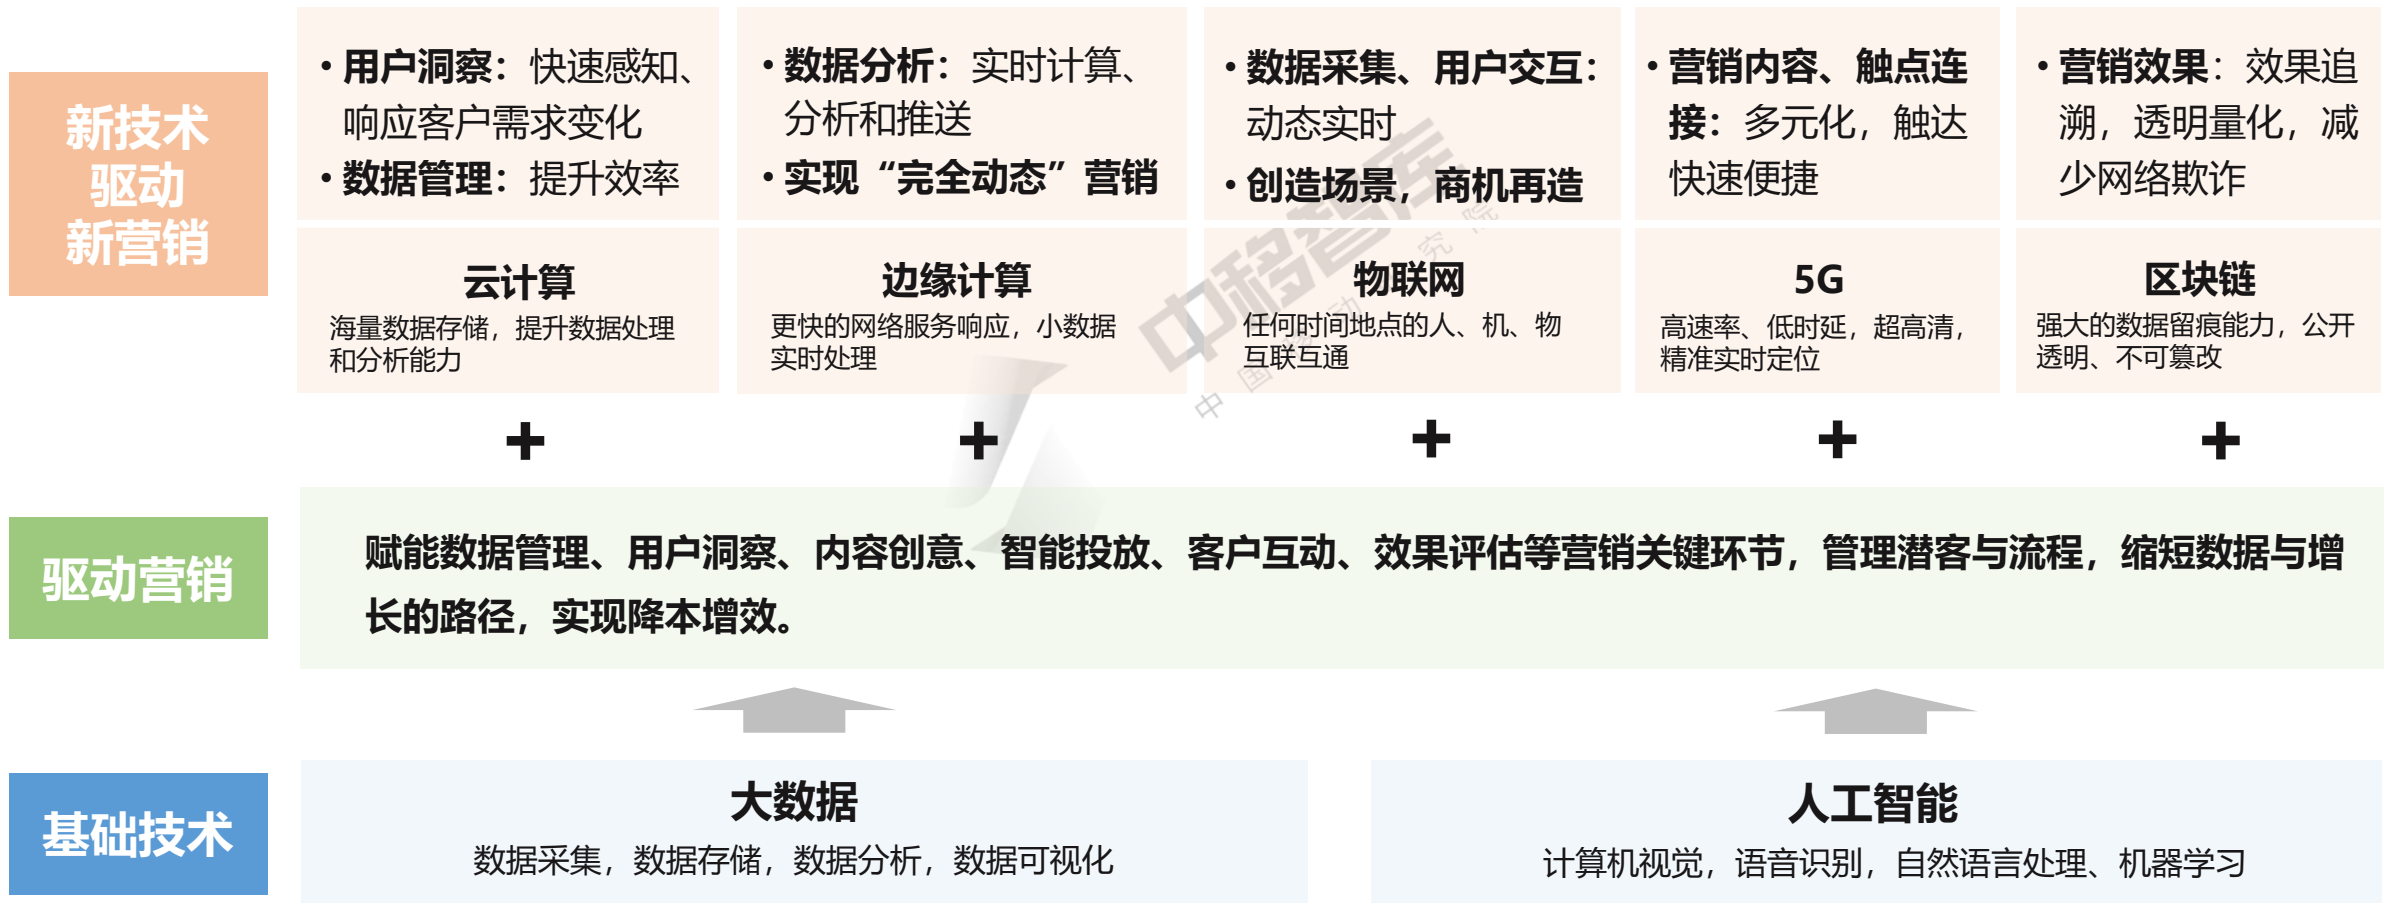 新技术
驱动
新营销
• 用户洞察：快速感知、
响应客户需求变化
• 数据管理：提升效率
• 数据分析：实时计算、
分析和推送
• 实现“完全动态”营销
• 数据采集、用户交互：
动态实时
• 创造场景，商机再造
• 营销内容、触点连
接：多元化，触达
快速便捷
• 营销效果：效果追
溯，透明量化，减
少网络欺诈
云计算
海量数据存储，提升数据处理
和分析能力
边缘计算
更快的网络服务响应，小数据
实时处理
物联网
任何时间地点的人、机、物
互联互通
5G
高速率、低时延，超高清，
精准实时定位
区块链
强大的数据留痕能力，公开
透明、不可篡改
+ + + + +
驱动营销
赋能数据管理、用户洞察、内容创意、智能投放、客户互动、效果评估等营销关键环节，管理潜客与流程，缩短数据与增
长的路径，实现降本增效。
基础技术
大数据
数据采集，数据存储，数据分析，数据可视化
人工智能
计算机视觉，语音识别，自然语言处理、机器学习
中移智库